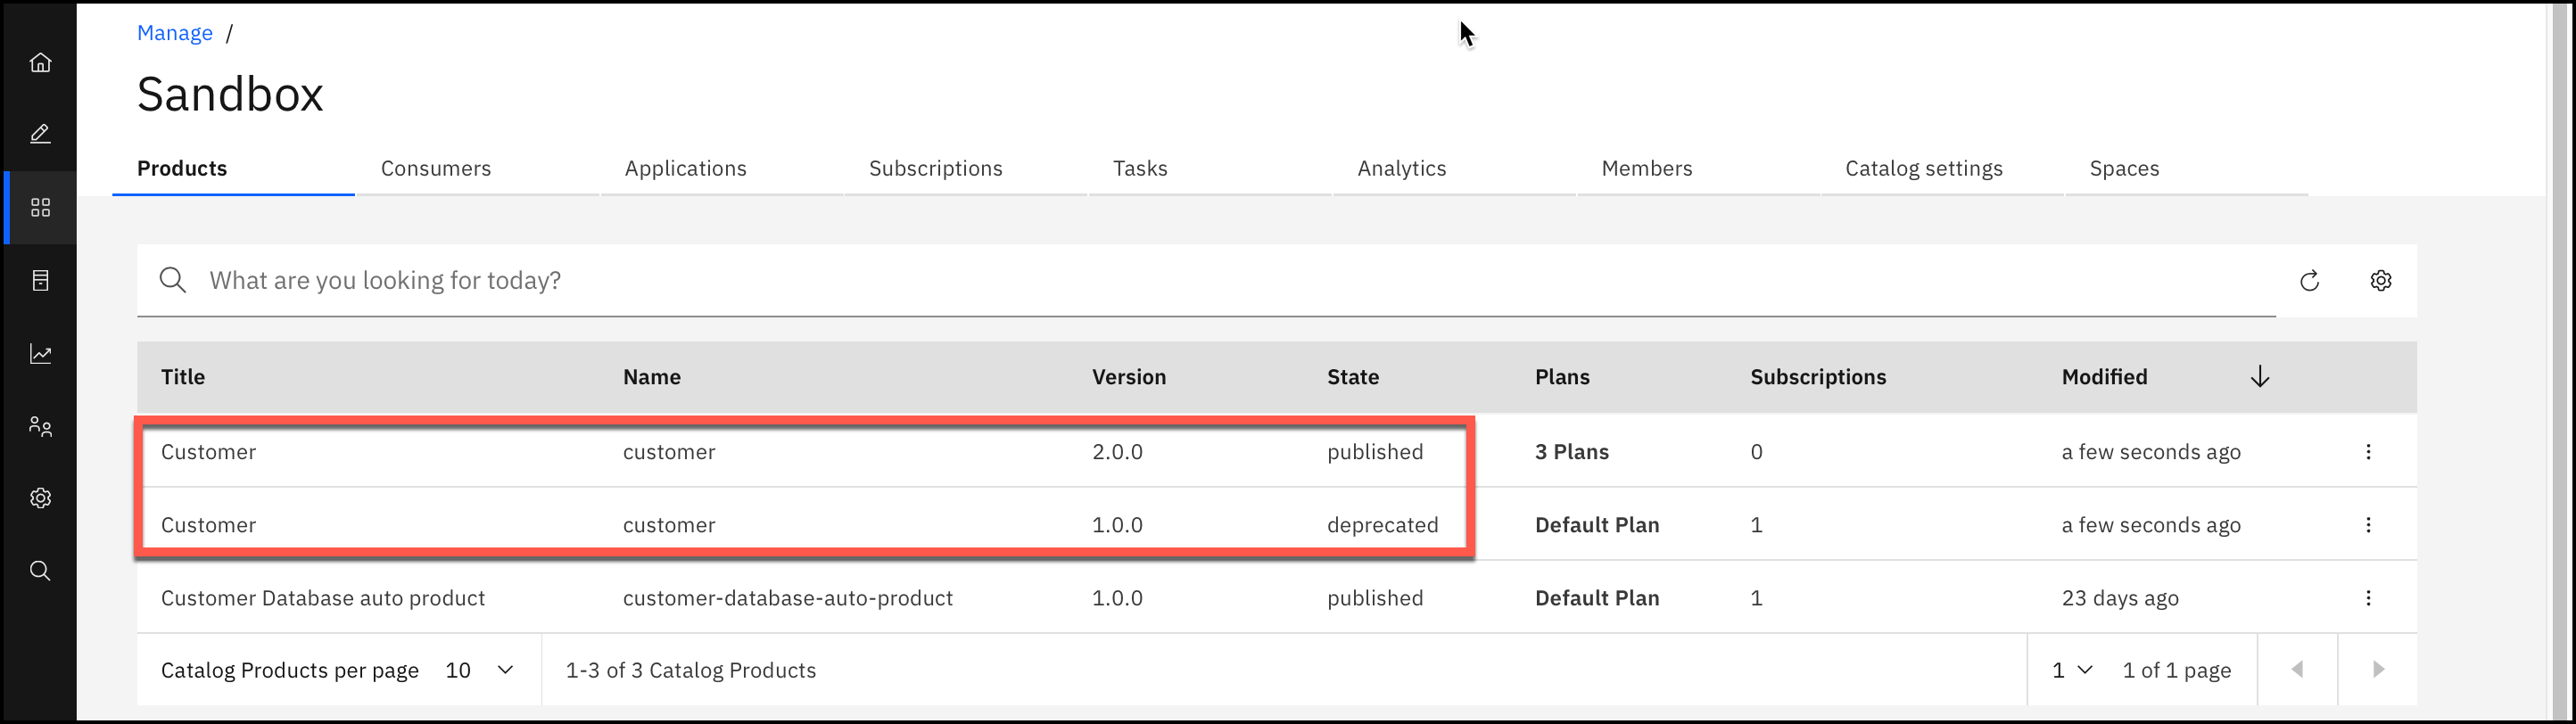 Manage /
Sandbox
Products Consumers Applications Subscriptions Tasks Analytics Members Catalog settings Spaces
What are you looking for today?
Title Name Version State Plans Subscriptions Modified
Customer customer 2.0.0 published 3 Plans 0 a few seconds ago
Customer customer 1.0.0 deprecated Default Plan 1 a few seconds ago
Customer Database auto product customer-database-auto-product 1.0.0 published Default Plan 1 23 days ago
Catalog Products per page 10 1-3 of 3 Catalog Products 1 1 of 1 page